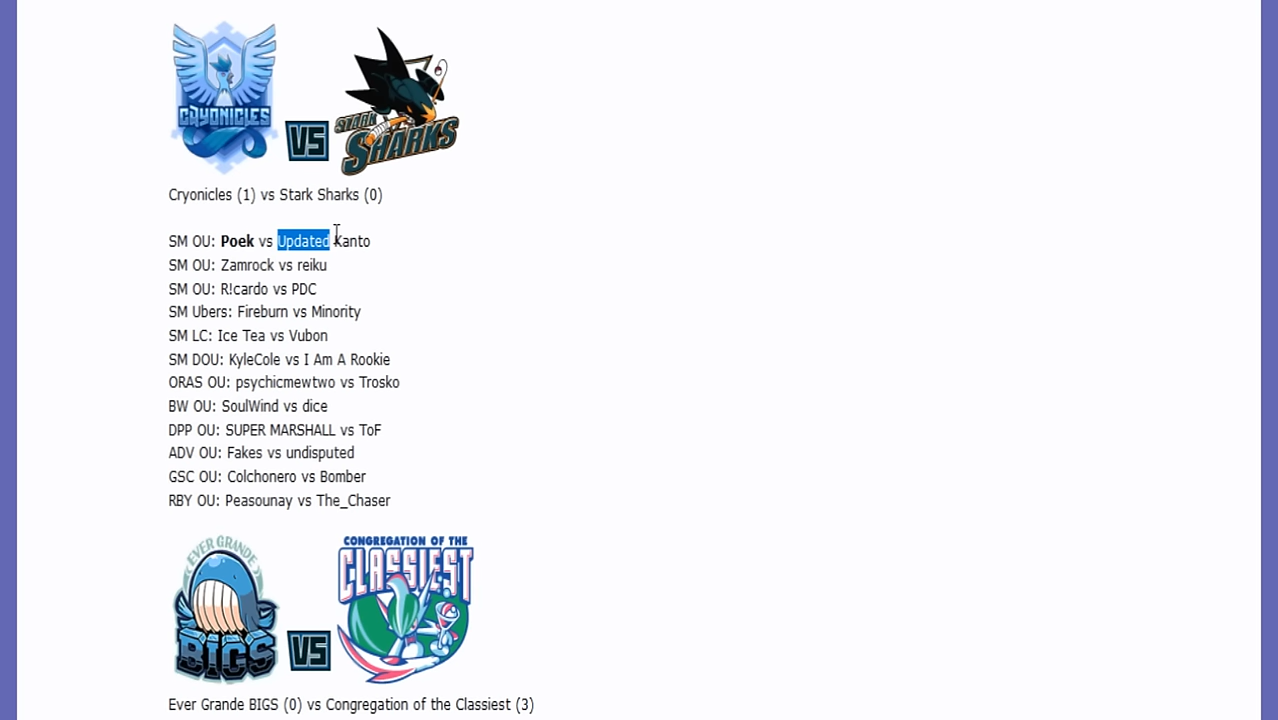 CRYONICLES
VS
STARK
SHARKS
Cryonicles (1) vs Stark Sharks (0)
SM OU: Poek vs Updated Kanto
SM OU: Zamrock vs reiku
SM OU: R!cardo vs PDC
SM Ubers: Fireburn vs Minority
SM LC: Ice Tea vs Vubon
SM DOU: KyleCole vs I Am A Rookie
ORAS OU: psychicmewtwo vs Trosko
BW OU: SoulWind vs dice
DPP OU: SUPER MARSHALL vs ToF
ADV OU: Fakes vs undisputed
GSC OU: Colchonero vs Bomber
RBY OU: Peasounay vs The_Chaser
EVER GRANDE
BIGS
VS
CONGREGATION OF THE
CLASSIEST
Ever Grande BIGS (0) vs Congregation of the Classiest (3)